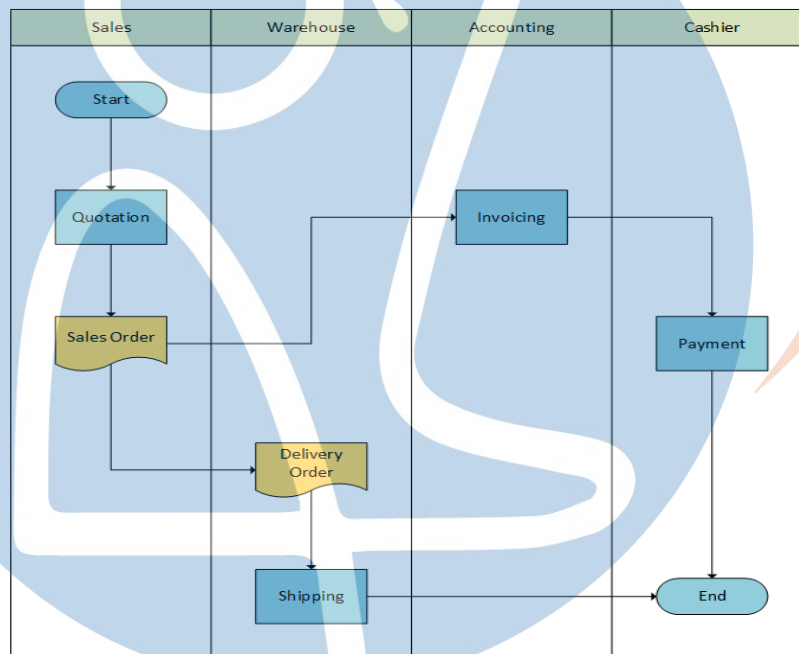 Sales
Warehouse
Accounting
Cashier
Start
Quotation
Invoicing
Sales Order
Payment
Delivery
Order
Shipping
End